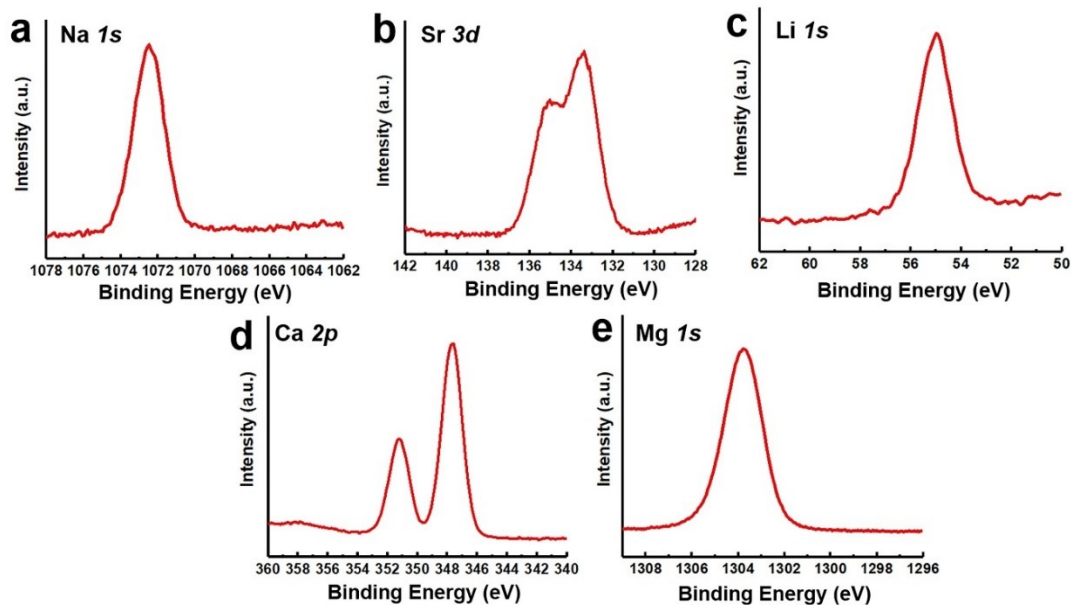 a Na 1s
Intensity (a.u.)
1078 1076 1074 1072 1070 1068 1066 1064 1062
Binding Energy (eV)
b Sr 3d
Intensity (a.u.)
142 140 138 136 134 132 130 128
Binding Energy (eV)
c Li 1s
Intensity (a.u.)
62 60 58 56 54 52 50
Binding Energy (eV)
d Ca 2p
Intensity (a.u.)
360 358 356 354 352 350 348 346 344 342 340
Binding Energy (eV)
e Mg 1s
Intensity (a.u.)
1308 1306 1304 1302 1300 1298 1296
Binding Energy (eV)